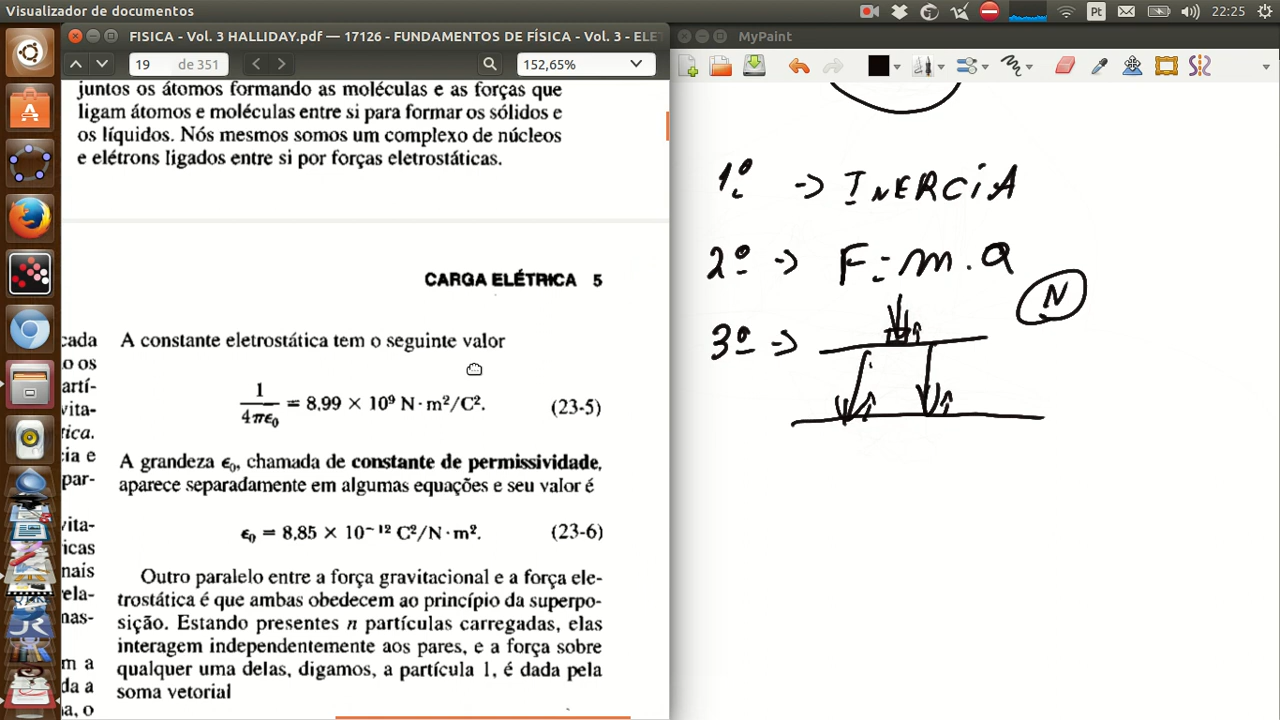 Visualizador de documentos
Pt
22:25
FISICA - Vol. 3 HALLIDAY.pdf — 17126 - FUNDAMENTOS DE FÍSICA - Vol. 3 - ELET
19 de 351
152,65%
juntos os átomos formando as moléculas e as forças que
ligam átomos e moléculas entre si para formar os sólidos e
os líquidos. Nós mesmos somos um complexo de núcleos
e elétrons ligados entre si por forças eletrostáticas.
CARGA ELÉTRICA 5
A constante eletrostática tem o seguinte valor
1/4πϵ₀ = 8,99 × 10⁹ N·m²/C². (23-5)
A grandeza ϵ₀, chamada de constante de permissividade,
aparece separadamente em algumas equações e seu valor é
ϵ₀ = 8,85 × 10⁻¹² C²/N·m². (23-6)
Outro paralelo entre a força gravitacional e a força ele-
trostática é que ambas obedecem ao princípio da superpo-
sição. Estando presentes n partículas carregadas, elas
interagem independentemente aos pares, e a força sobre
qualquer uma delas, digamos, a partícula 1, é dada pela
soma vetorial
MyPaint
1º -> INERCiA
2º -> F = m . a
N
3º ->